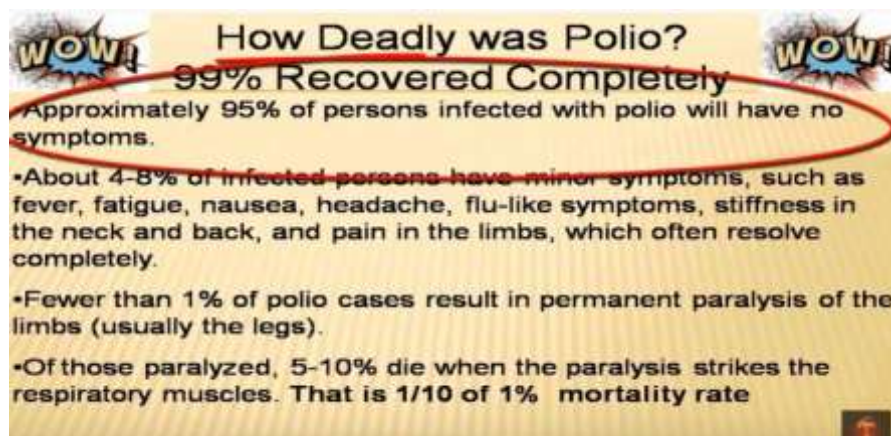 WOW!
How Deadly was Polio?
WOW!
99% Recovered Completely
•Approximately 95% of persons infected with polio will have no
symptoms.
•About 4-8% of infected persons have minor symptoms, such as
fever, fatigue, nausea, headache, flu-like symptoms, stiffness in
the neck and back, and pain in the limbs, which often resolve
completely.
•Fewer than 1% of polio cases result in permanent paralysis of the
limbs (usually the legs).
•Of those paralyzed, 5-10% die when the paralysis strikes the
respiratory muscles. That is 1/10 of 1% mortality rate